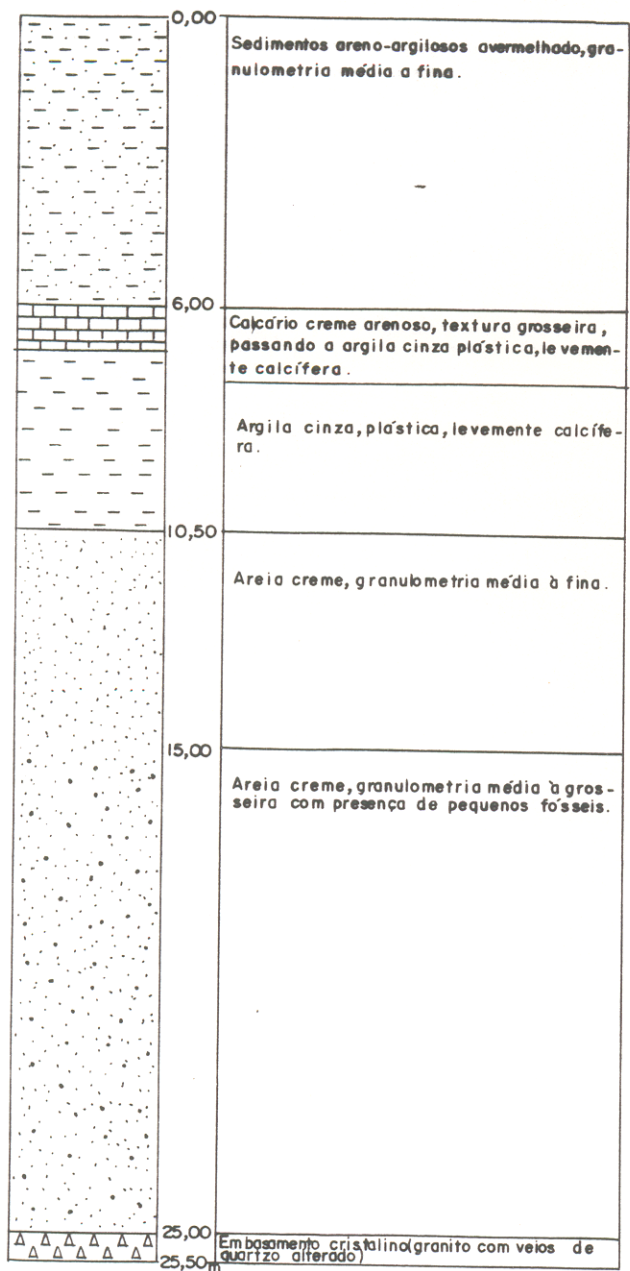 0,00
Sedimentos areno-argilosos avermelhado, gra-
nulometria média a fina.
6,00
Calcário creme arenoso, textura grosseira,
passando a argila cinza plástica, levemen-
te calcífera.
Argila cinza, plástica, levemente calcífe-
ra.
10,50
Areia creme, granulometria média à fina.
15,00
Areia creme, granulometria média à gros-
seira com presença de pequenos fósseis.
25,00
Embasamento cristalino(granito com veios de
quartzo alterado)
25,50m